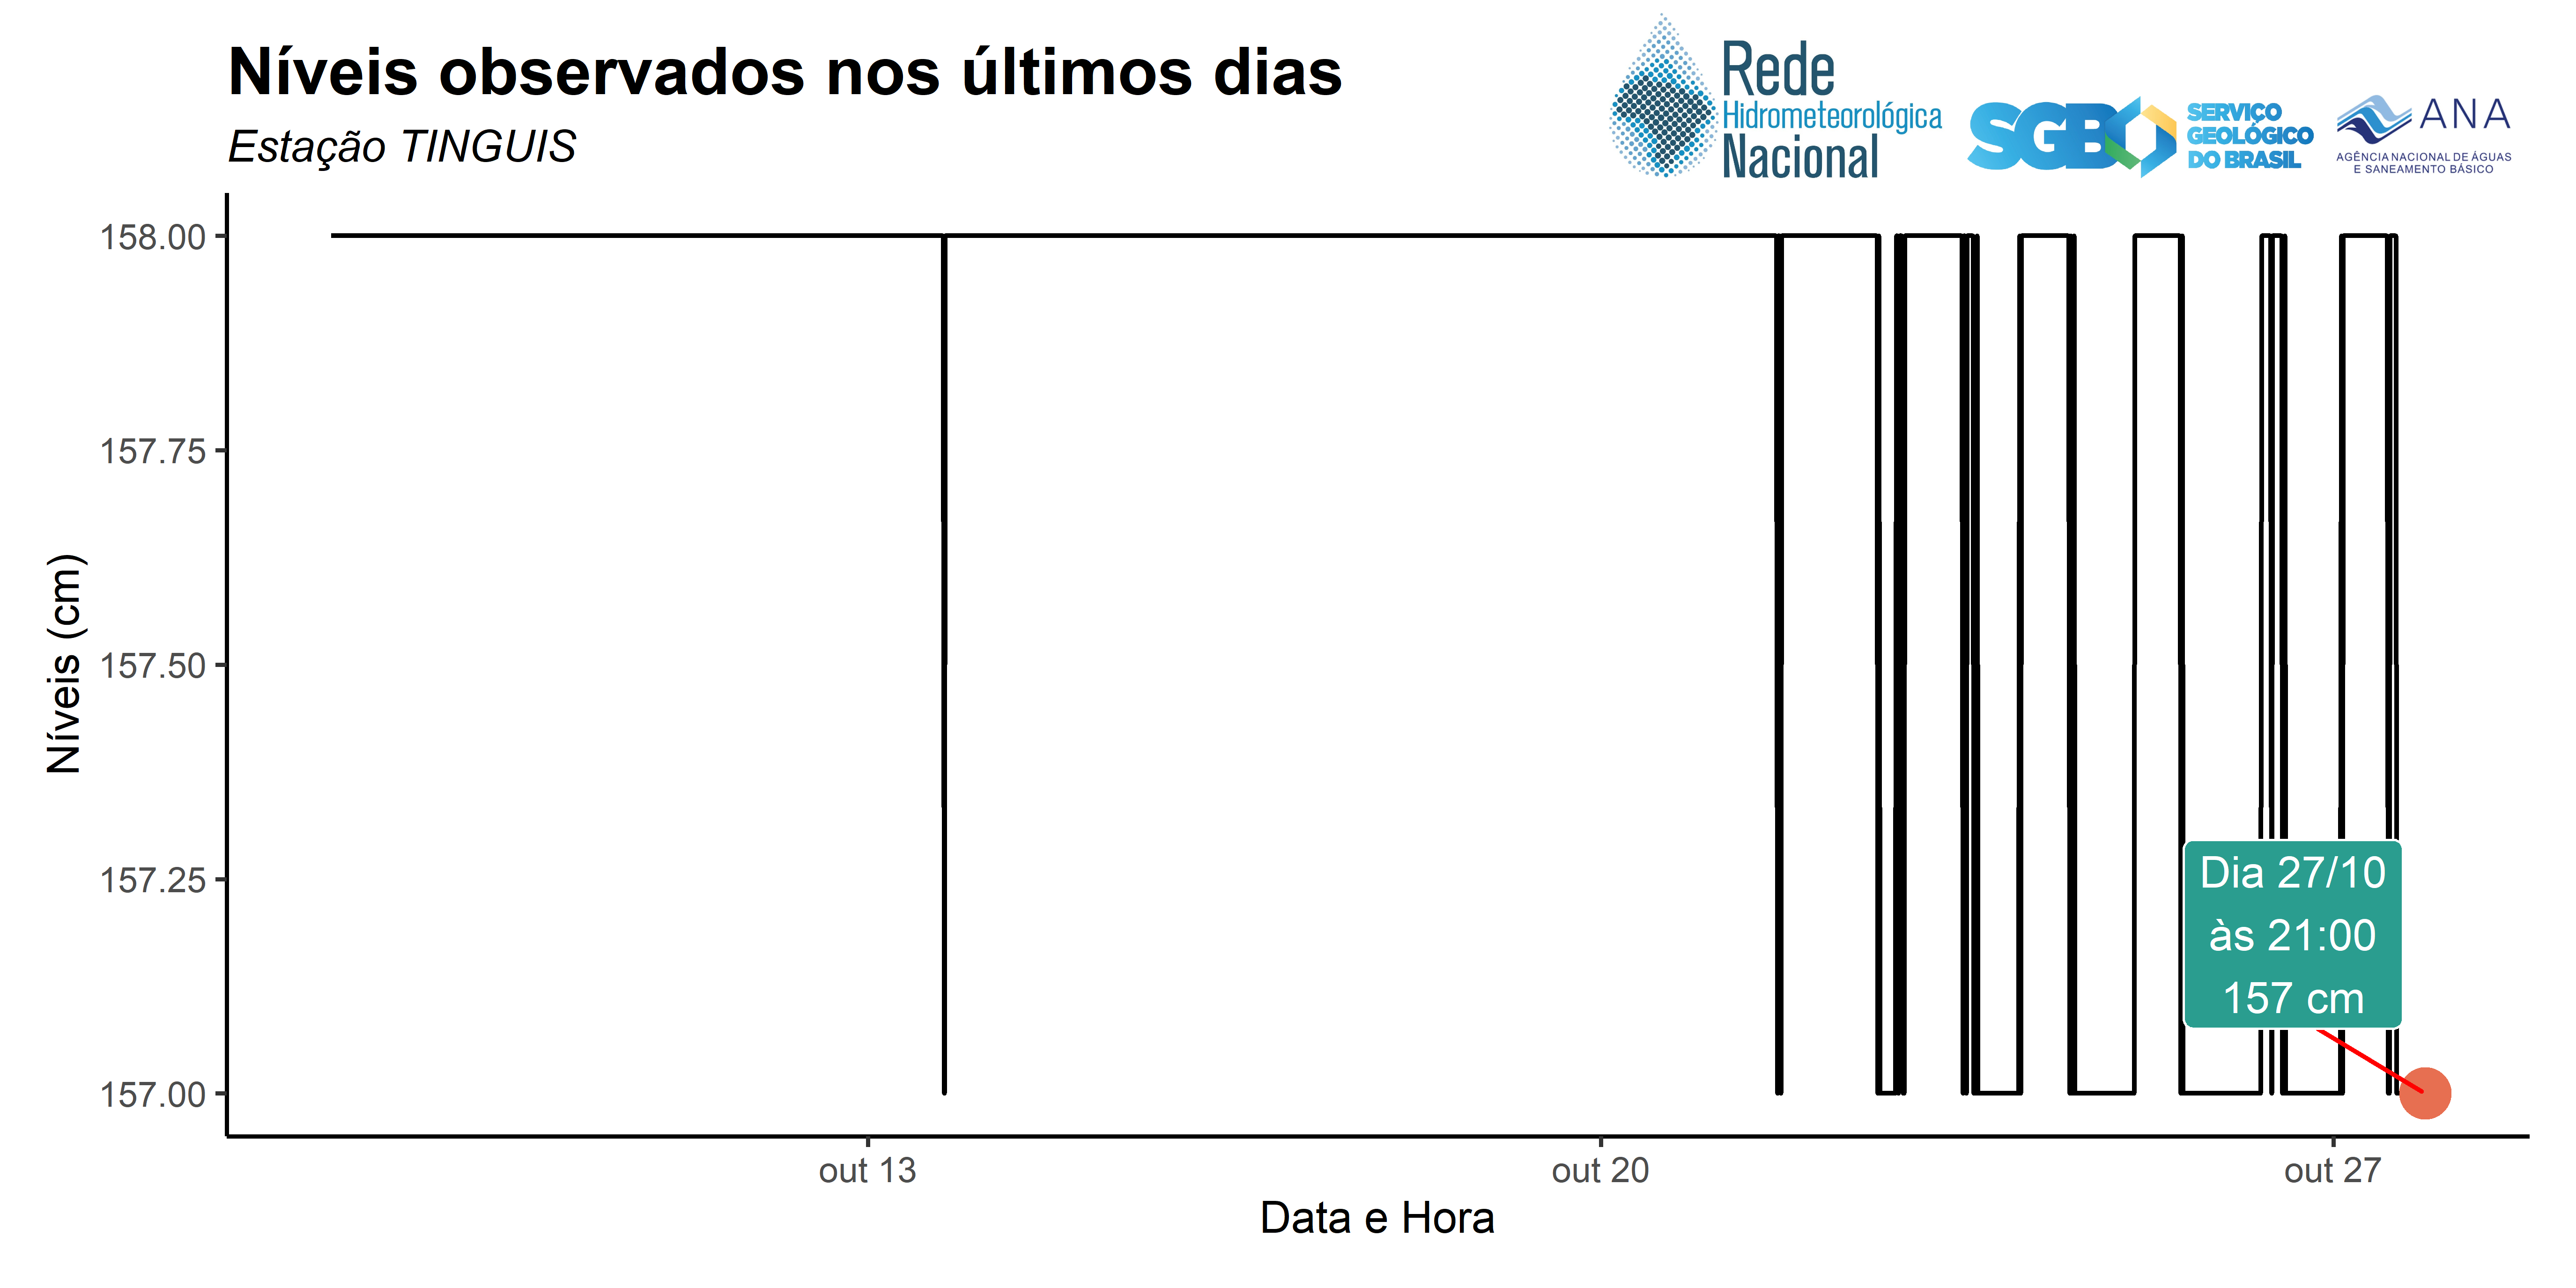 Níveis observados nos últimos dias
Estação TINGUIS
Rede
Hidrometeorológica
Nacional
SGB
SERVIÇO
GEOLÓGICO
DO BRASIL
ANA
AGÊNCIA NACIONAL DE ÁGUAS
E SANEAMENTO BÁSICO
Níveis (cm)
158.00
157.75
157.50
157.25
157.00
Dia 27/10
às 21:00
157 cm
out 13
out 20
out 27
Data e Hora